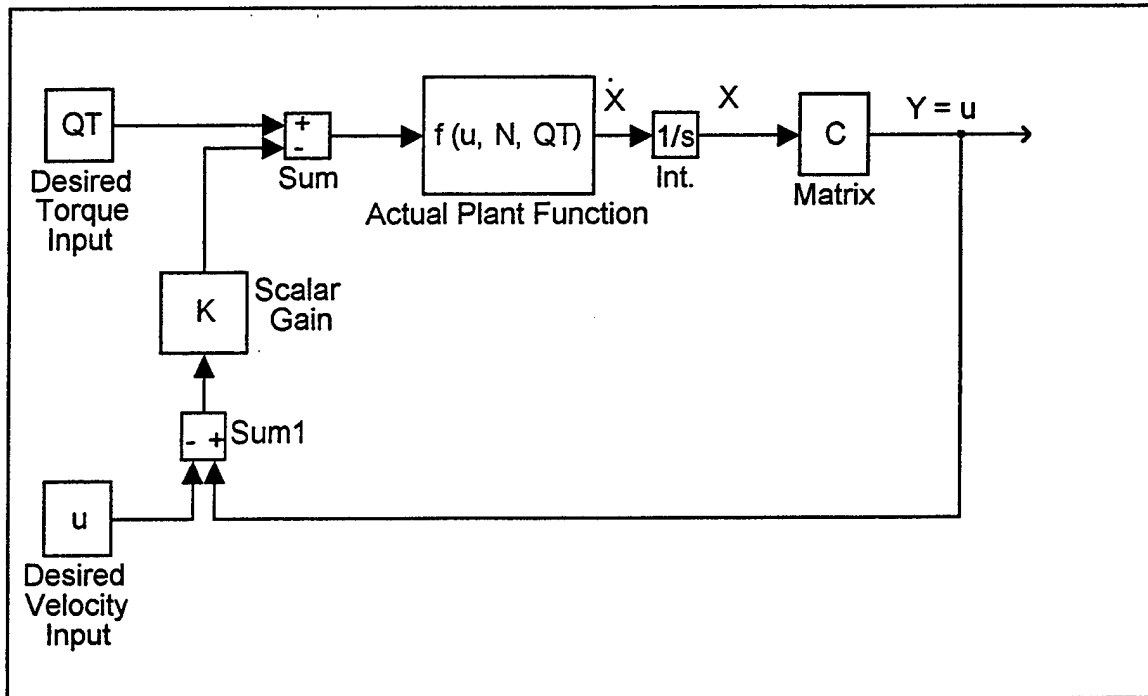 QT
Desired
Torque
Input
+
-
Sum
f (u, N, QT)
Actual Plant Function
Ẋ
1/s
Int.
X
C
Matrix
Y = u
K
Scalar
Gain
- +
Sum1
u
Desired
Velocity
Input